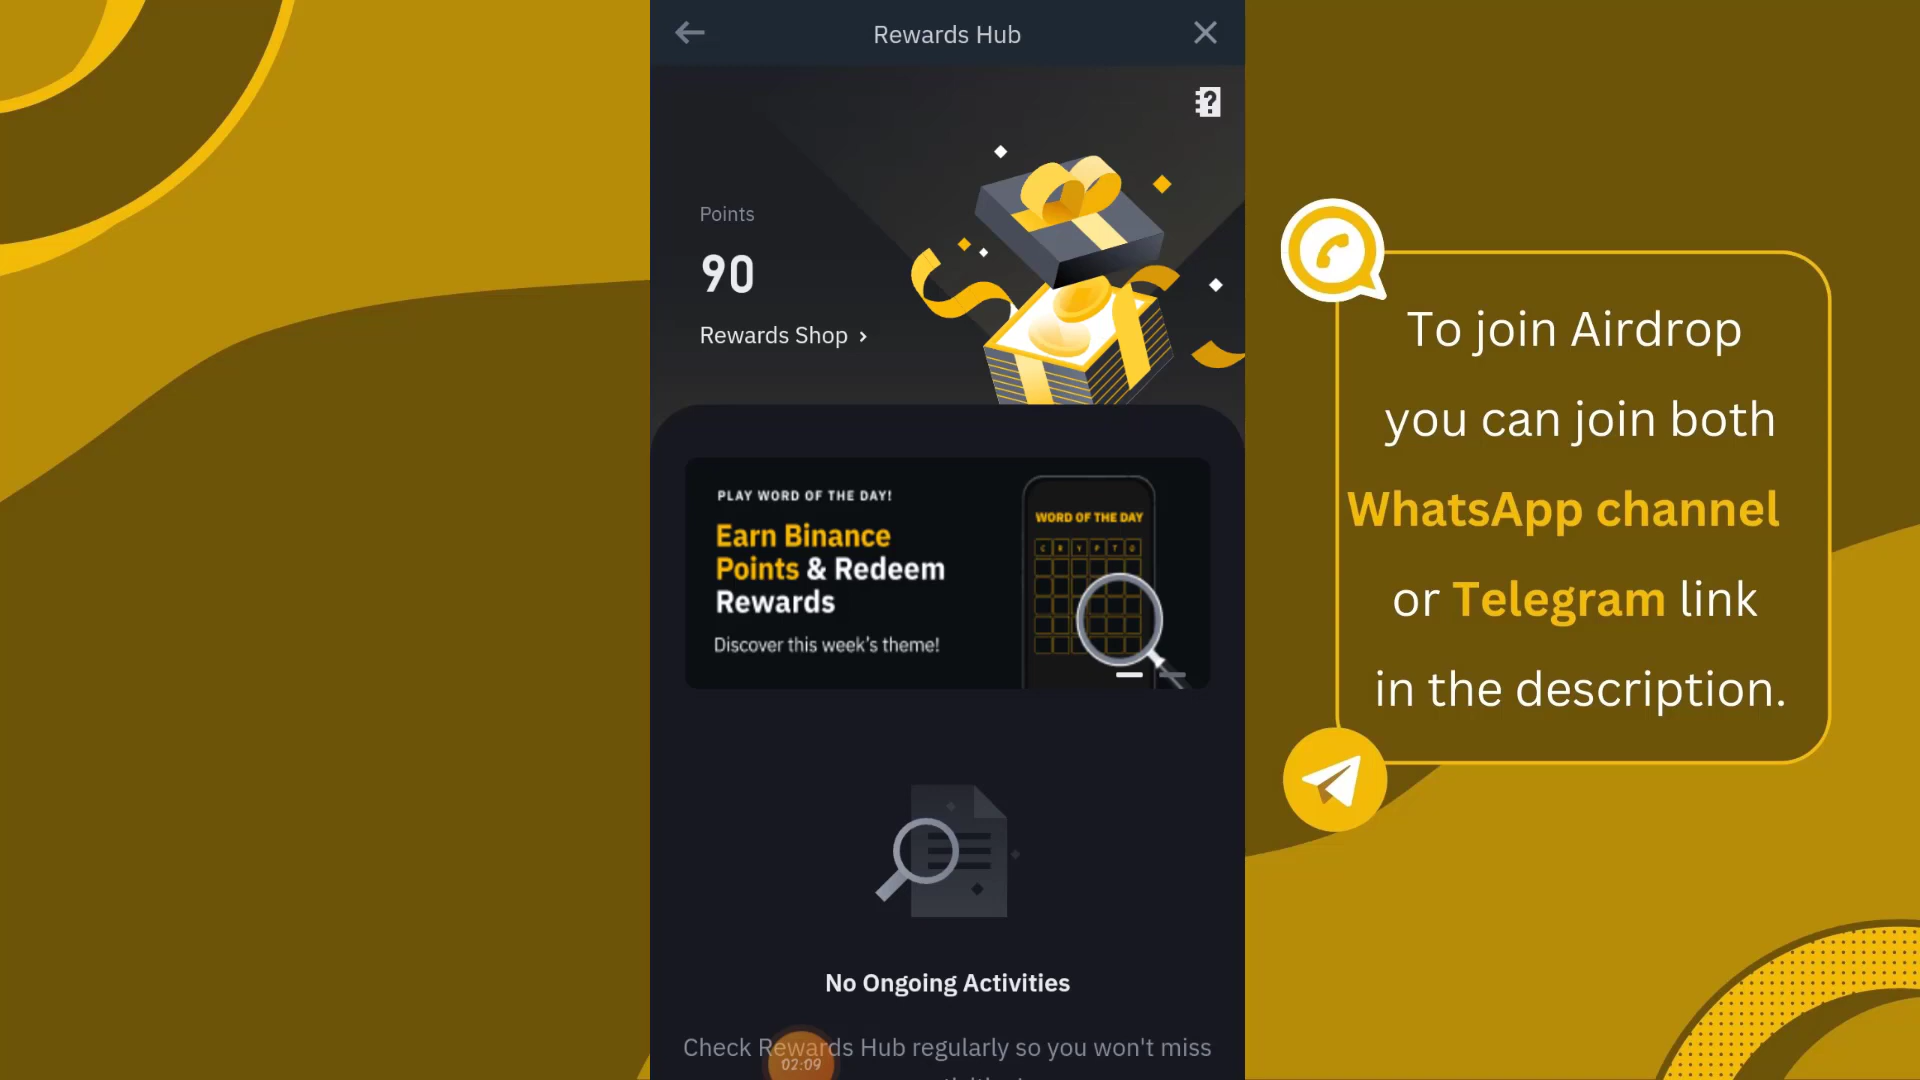 Rewards Hub
Points
90
Rewards Shop
PLAY WORD OF THE DAY!
Earn Binance
Points & Redeem
Rewards
Discover this week's theme!
WORD OF THE DAY
C R Y P T O
No Ongoing Activities
Check Rewards Hub regularly so you won't miss
02:09
To join Airdrop
you can join both
WhatsApp channel
or Telegram link
in the description.